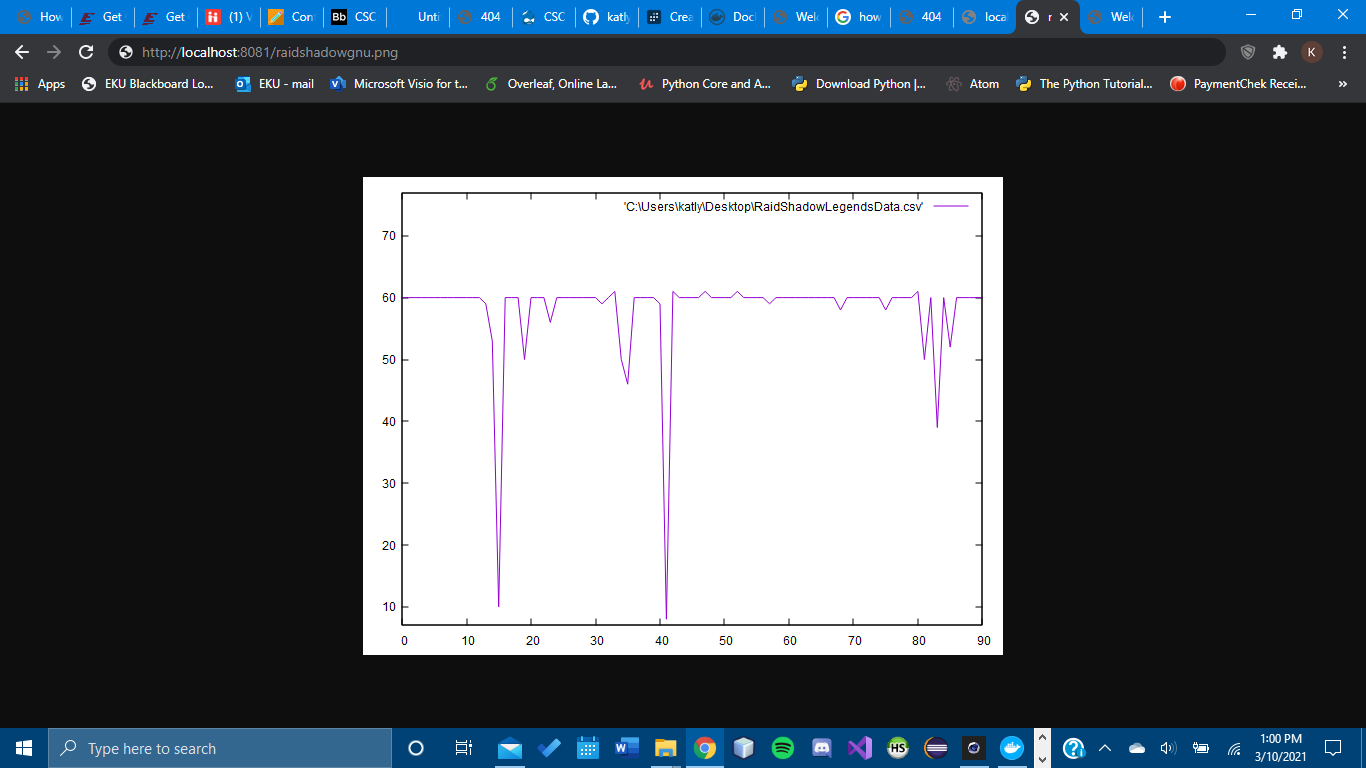 How Get Get (1) Con CSC Unti 404 CSC katly Crea Doc Welc how 404 loca r Wel
http://localhost:8081/raidshadowgnu.png
K
Apps EKU Blackboard Lo... EKU - mail Microsoft Visio for t... Overleaf, Online La... Python Core and A... Download Python |... Atom The Python Tutorial... PaymentChek Recei... »
'C:\Users\katly\Desktop\RaidShadowLegendsData.csv'
70
60
50
40
30
20
10
0 10 20 30 40 50 60 70 80 90
Type here to search
1:00 PM
3/10/2021